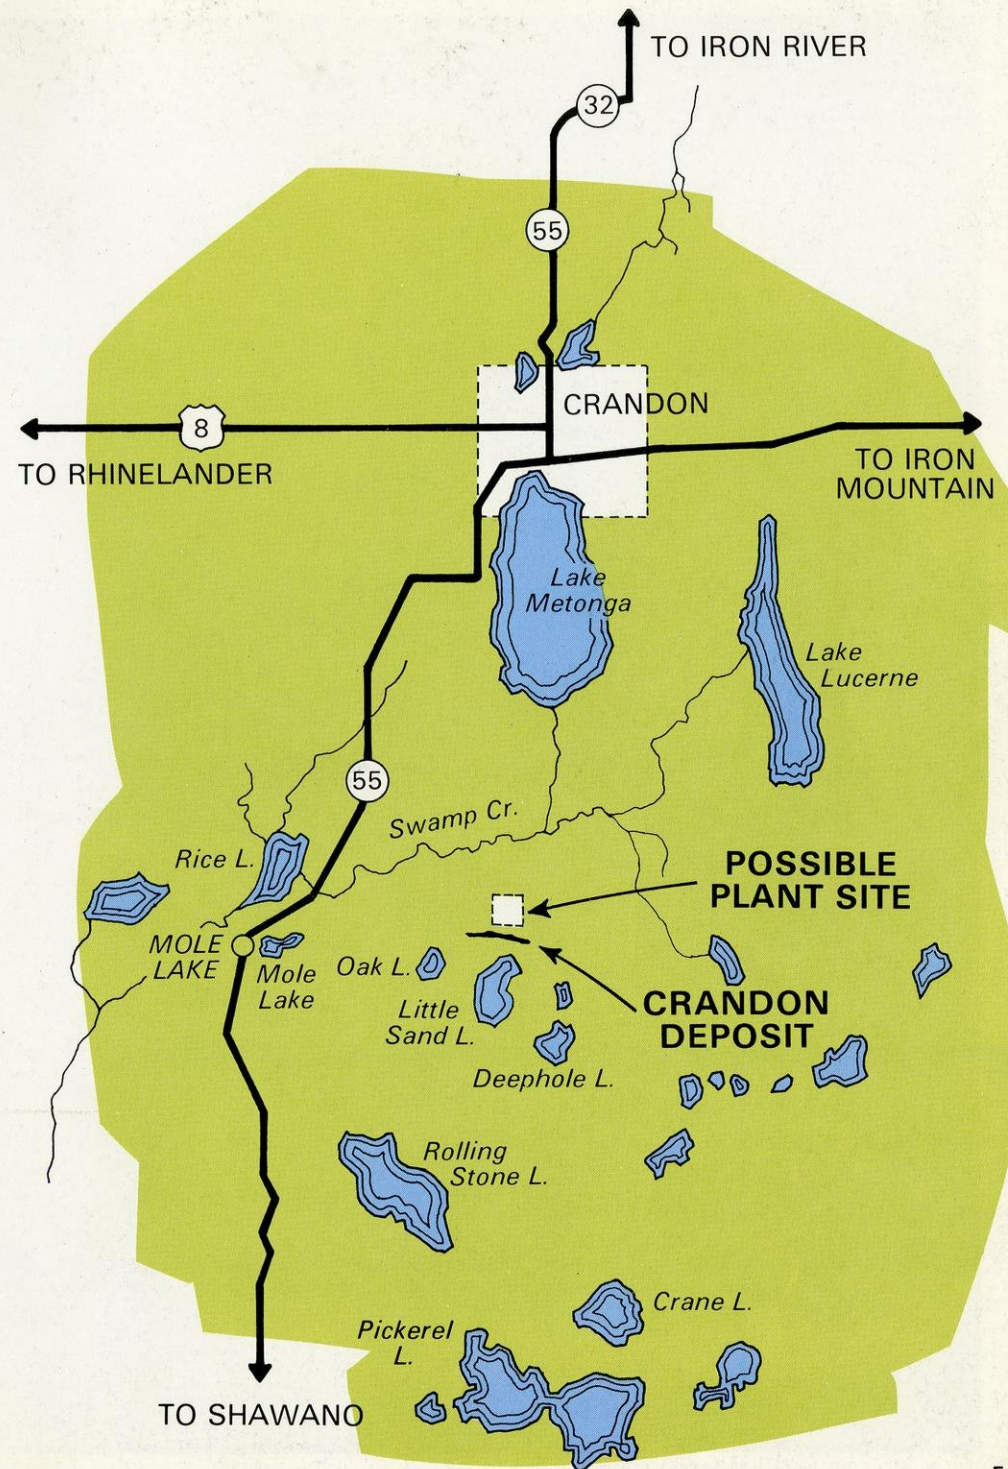 TO IRON RIVER
32
55
CRANDON
8
TO RHINELANDER
TO IRON
MOUNTAIN
Lake
Metonga
Lake
Lucerne
55
Swamp Cr.
Rice L.
POSSIBLE
PLANT SITE
MOLE
LAKE
Mole
Lake
Oak L.
Little
Sand L.
CRANDON
DEPOSIT
Deephole L.
Rolling
Stone L.
Crane L.
Pickerel
L.
TO SHAWANO